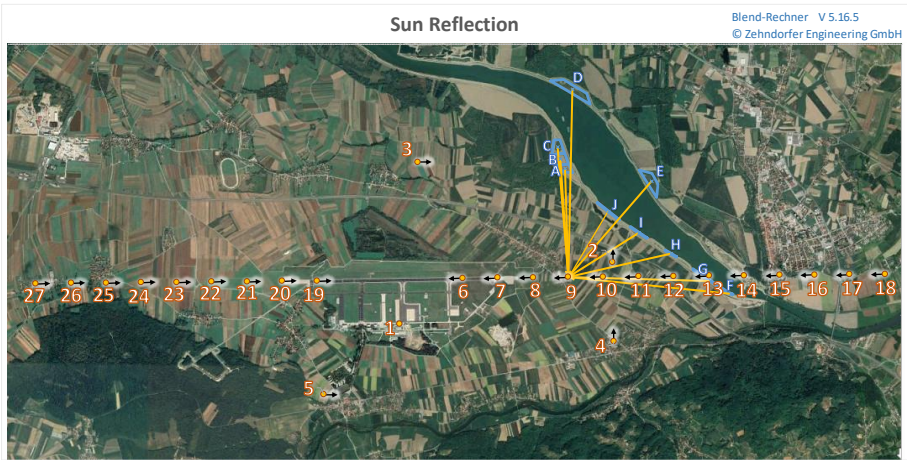 Sun Reflection
Blend-Rechner V 5.16.5
© Zehndorfer Engineering GmbH
D
3
C
B
A
E
J
I
2
H
G
F
27 26 25 24 23 22 21 20 19 6 7 8 9 10 11 12 13 14 15 16 17 18
1
4
5